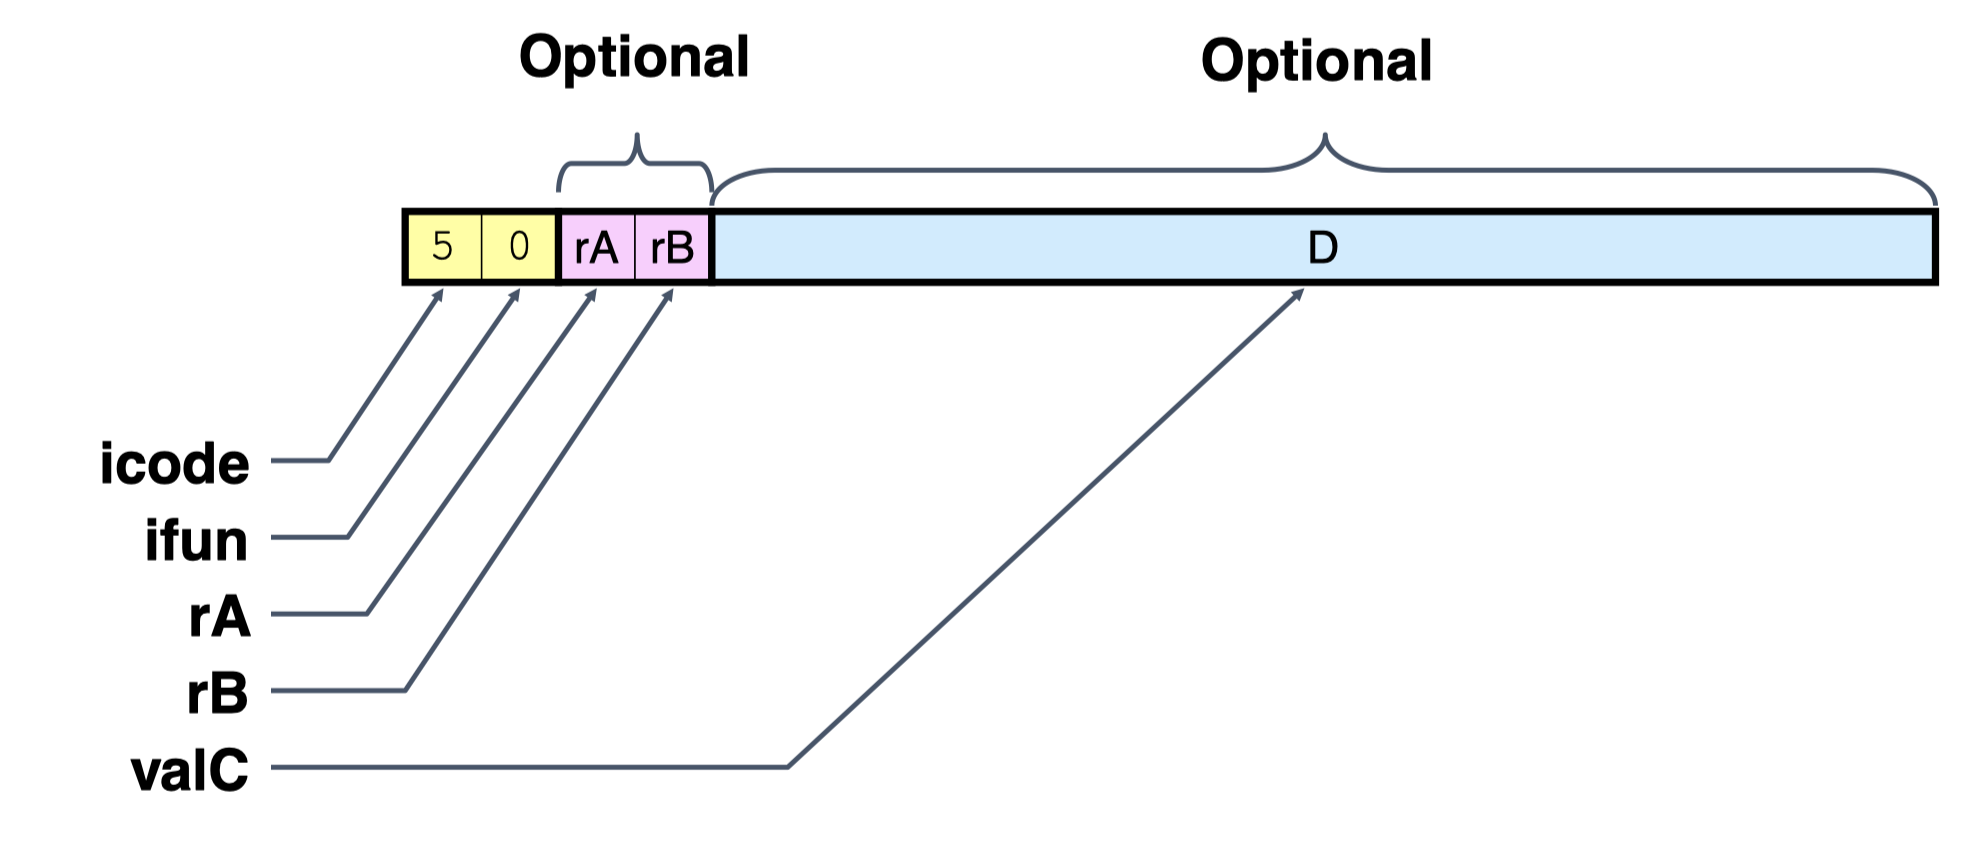 Optional Optional
5 0 rA rB D
icode
ifun
rA
rB
valC